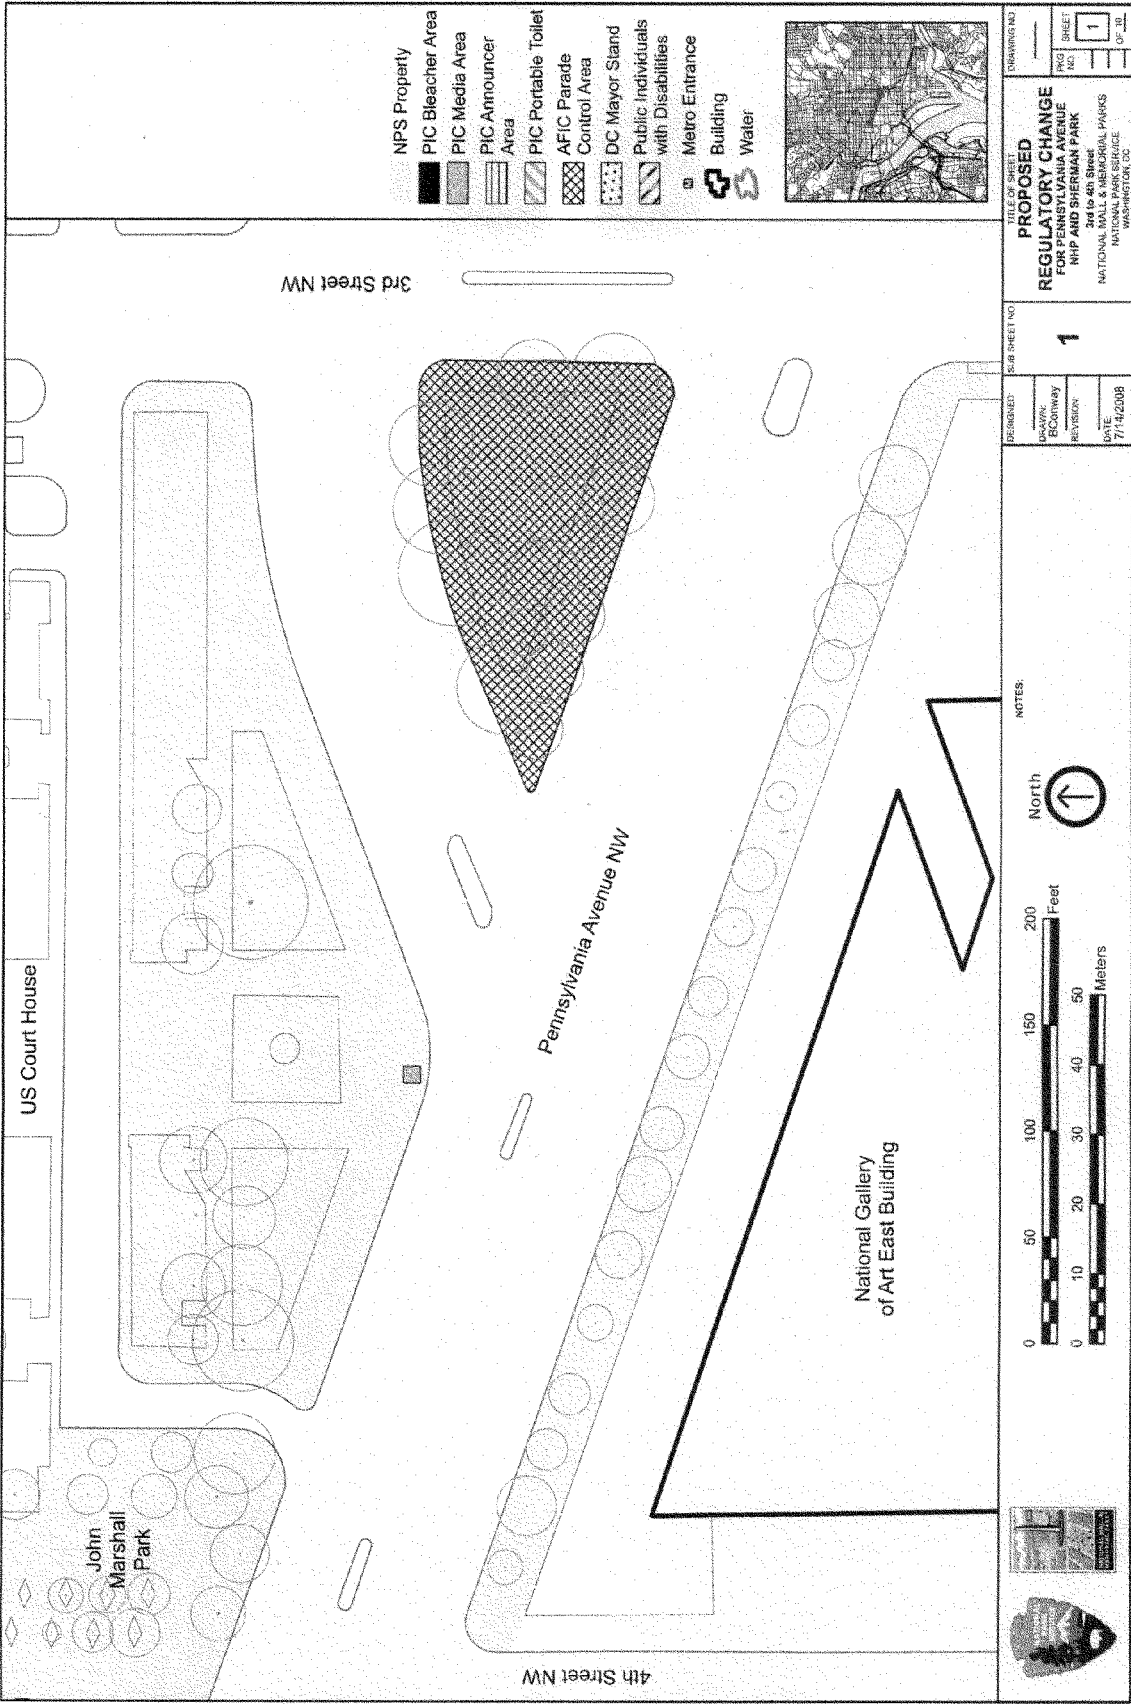 US Court House
John
Marshall
Park
3rd Street NW
Pennsylvania Avenue NW
National Gallery
of Art East Building
4th Street NW
NPS Property
PIC Bleacher Area
PIC Media Area
PIC Announcer
Area
PIC Portable Toilet
AFIC Parade
Control Area
DC Mayor Stand
Public Individuals
with Disabilities
Metro Entrance
Building
Water
0 50 100 150 200
Feet
0 10 20 30 40 50
Meters
North
NOTES:
DESIGNED:
DRAWN:
BConway
REVISION:
DATE:
7/14/2008
SUB SHEET NO.
1
TITLE OF SHEET
PROPOSED
REGULATORY CHANGE
FOR PENNSYLVANIA AVENUE
NHP AND SHERMAN PARK
3rd to 4th Street
NATIONAL MALL & MEMORIAL PARKS
NATIONAL PARK SERVICE
WASHINGTON, DC
DRAWING NO.
PKG
NO.
SHEET
1
OF